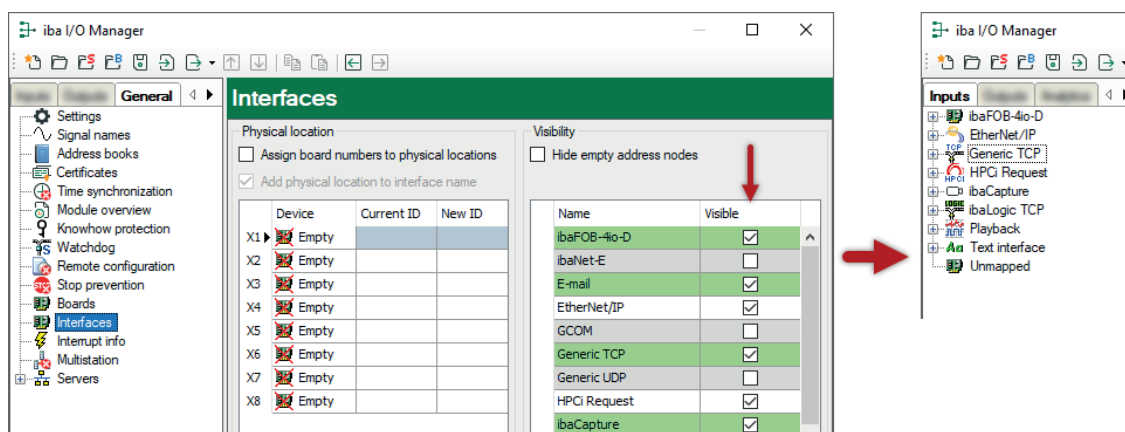 iba I/O Manager
General
Settings
Signal names
Address books
Certificates
Time synchronization
Module overview
Knowhow protection
Watchdog
Remote configuration
Stop prevention
Boards
Interfaces
Interrupt info
Multistation
Servers
Interfaces
Physical location
Assign board numbers to physical locations
Add physical location to interface name
Device Current ID New ID
X1 Empty
X2 Empty
X3 Empty
X4 Empty
X5 Empty
X6 Empty
X7 Empty
X8 Empty
Visibility
Hide empty address nodes
Name Visible
ibaFOB-4io-D
ibaNet-E
E-mail
EtherNet/IP
GCOM
Generic TCP
Generic UDP
HPCi Request
ibaCapture
iba I/O Manager
Inputs
ibaFOB-4io-D
EtherNet/IP
TCP Generic TCP
HPCi HPCi Request
ibaCapture
LOGIC ibaLogic TCP
Playback
Aa Text interface
Unmapped